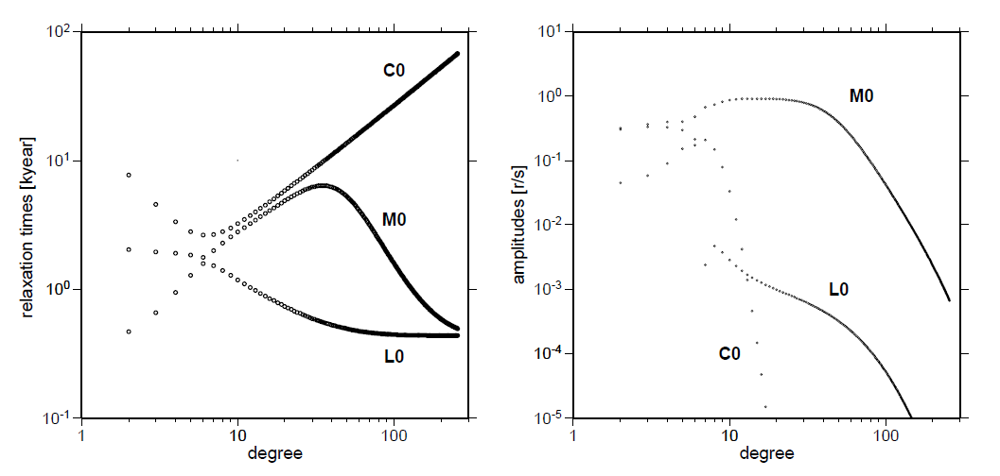 10²
10¹
10⁰
10⁻¹
relaxation times [kyear]
C0
M0
L0
1
10
100
degree
10¹
10⁰
10⁻¹
10⁻²
10⁻³
10⁻⁴
10⁻⁵
amplitudes [r/s]
M0
L0
C0
1
10
100
degree